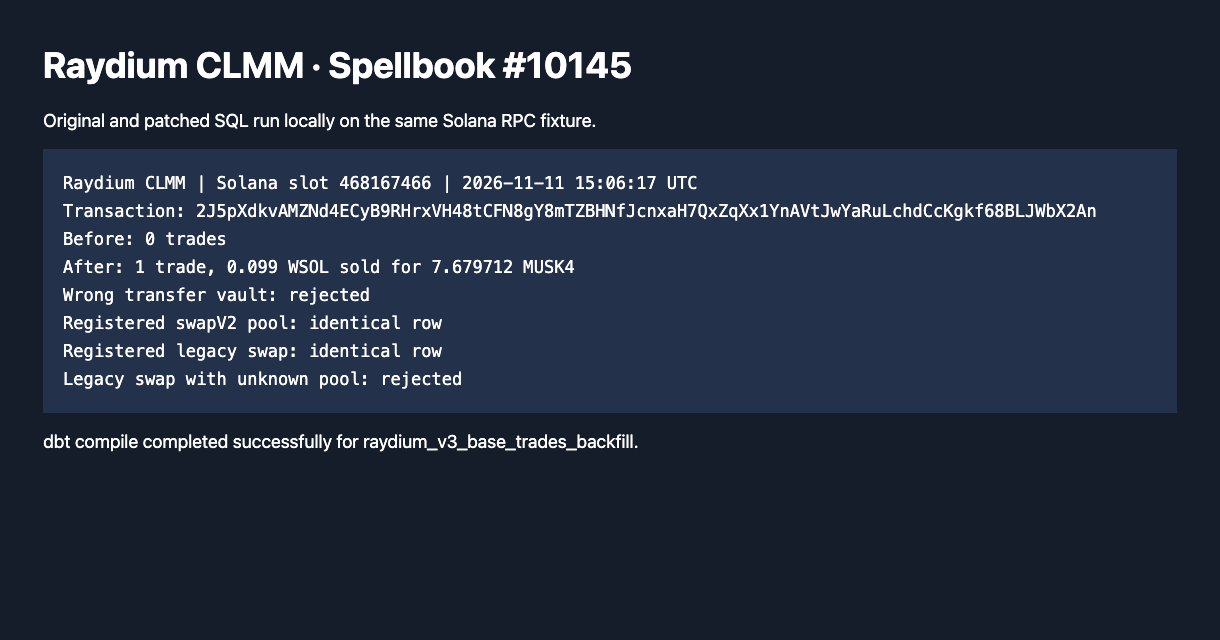 Raydium CLMM · Spellbook #10145
Original and patched SQL run locally on the same Solana RPC fixture.
Raydium CLMM | Solana slot 468167466 | 2026-11-11 15:06:17 UTC
Transaction: 2J5pXdkvAMZNd4ECyB9RHrxVH48tCFN8gY8mTZBHNfJcnxaH7QxZqXx1YnAVtJwYaRuLchdCcKgkf68BLJWbX2An
Before: 0 trades
After: 1 trade, 0.099 WSOL sold for 7.679712 MUSK4
Wrong transfer vault: rejected
Registered swapV2 pool: identical row
Registered legacy swap: identical row
Legacy swap with unknown pool: rejected
dbt compile completed successfully for raydium_v3_base_trades_backfill.